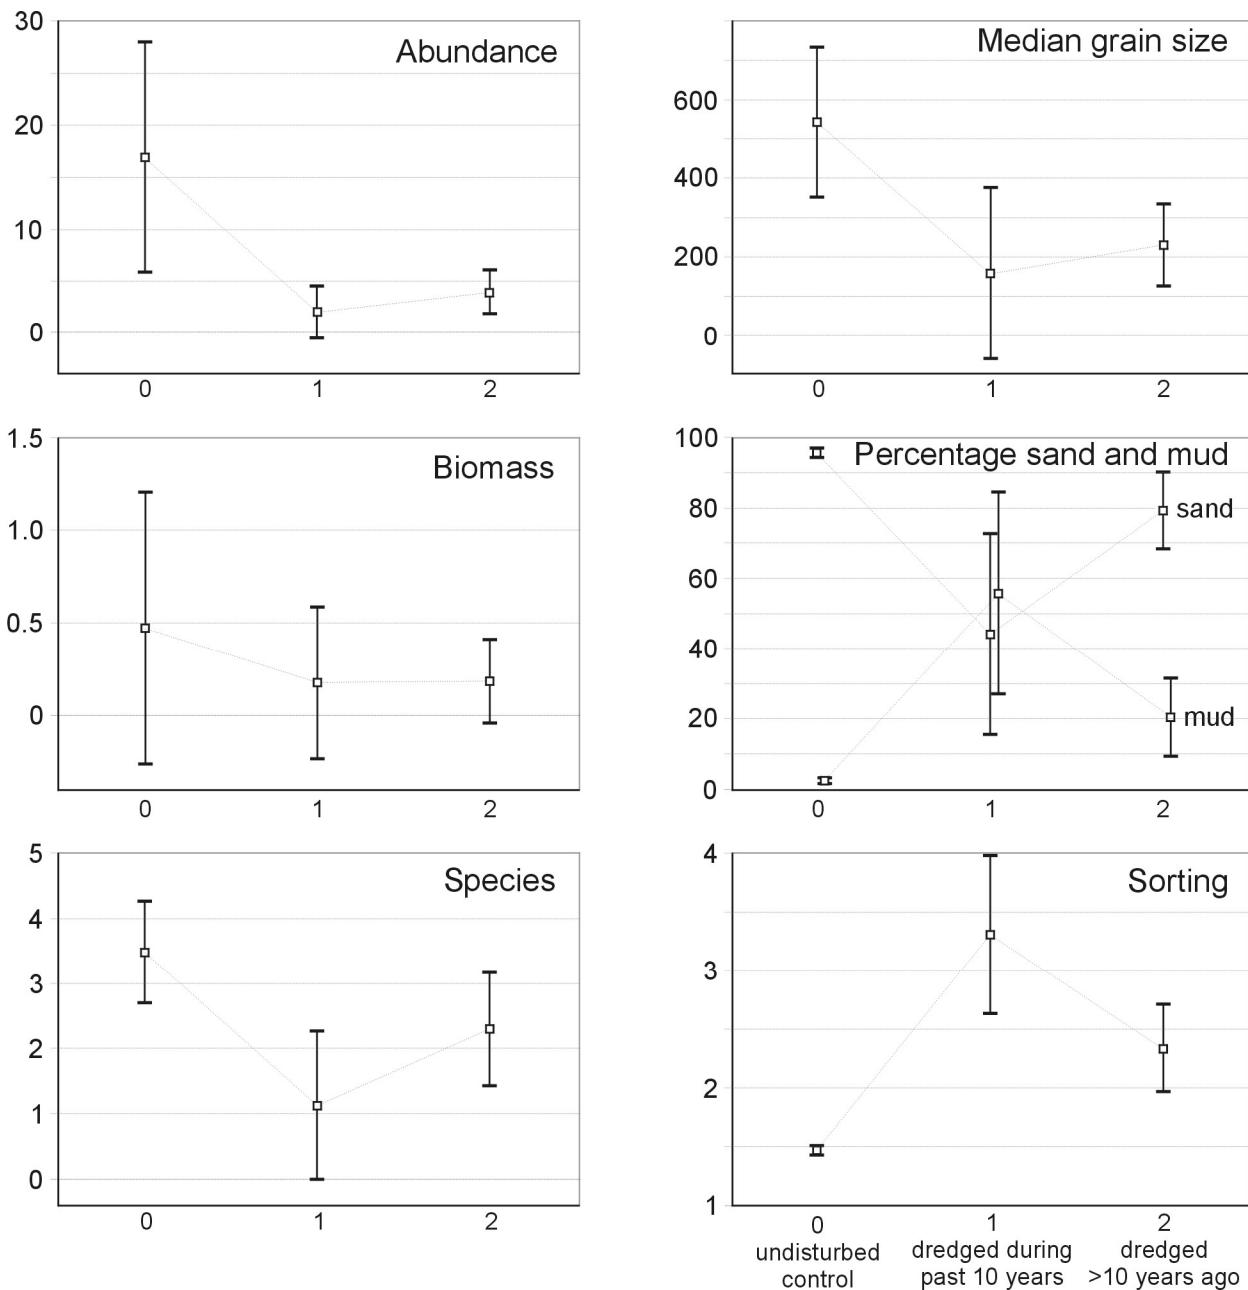 Abundance
30
20
10
0
0 1 2
Median grain size
600
400
200
0
0 1 2
Biomass
1.5
1.0
0.5
0
0 1 2
Percentage sand and mud
100
80
60
40
20
0
sand
mud
0 1 2
Species
5
4
3
2
1
0
0 1 2
Sorting
4
3
2
1
0 1 2
undisturbed dredged during dredged
control past 10 years >10 years ago